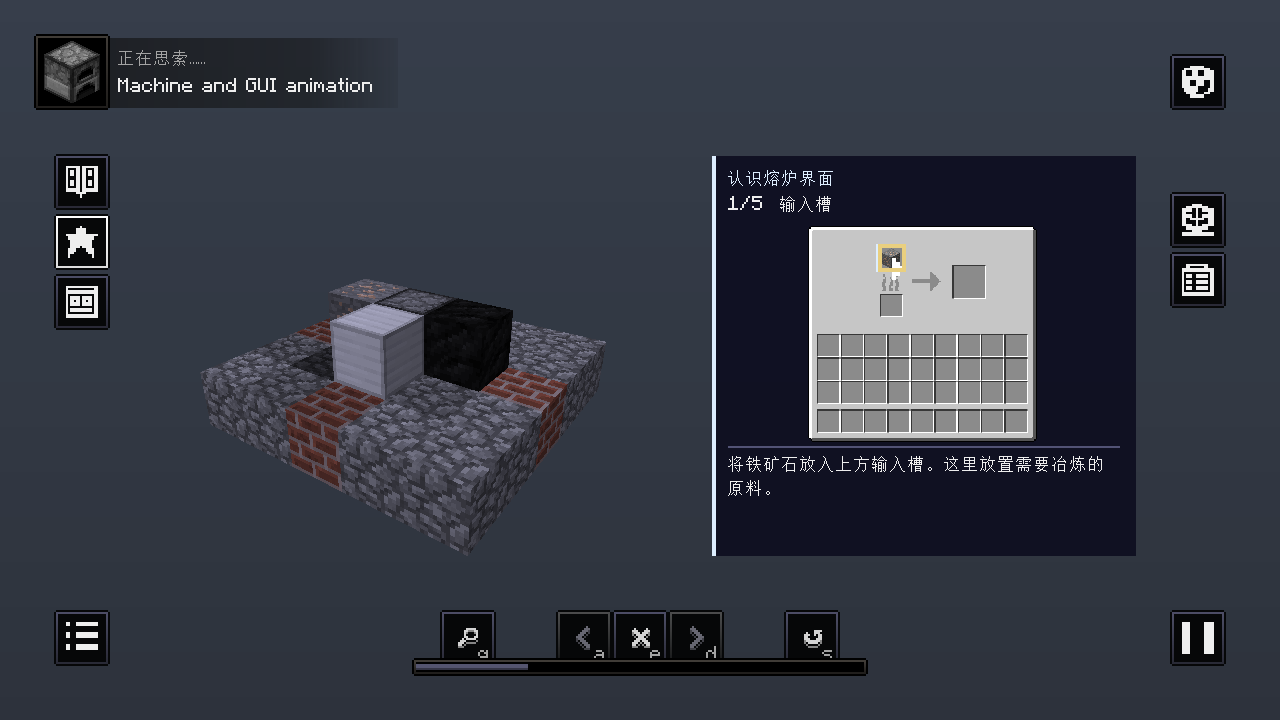 正在思索......
Machine and GUI animation
认识熔炉界面
1/5 输入槽
将铁矿石放入上方输入槽。这里放置需要冶炼的
原料。
q a e d s